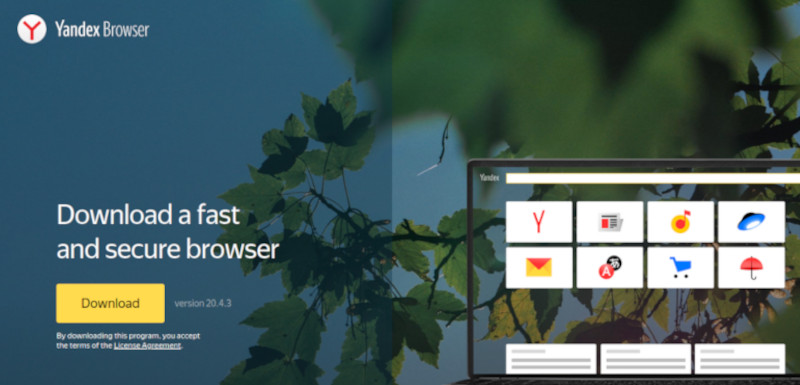 Yandex Browser
Yandex
Download a fast
and secure browser
Download
version 20.4.3
By downloading this program, you accept
the terms of the License Agreement.